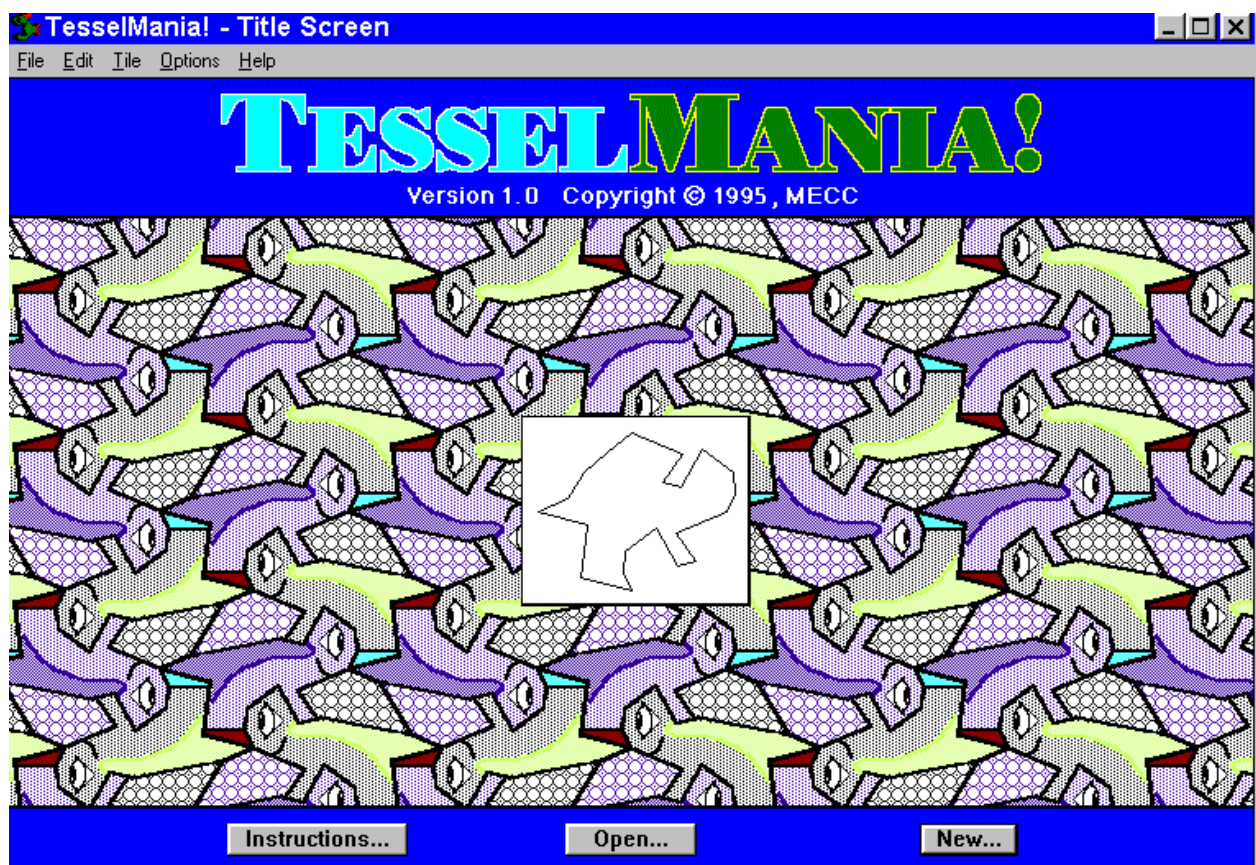 TesselMania! - Title Screen
File Edit Tile Options Help
TESSELMANIA!
Version 1.0 Copyright © 1995, MECC
Instructions... Open... New...